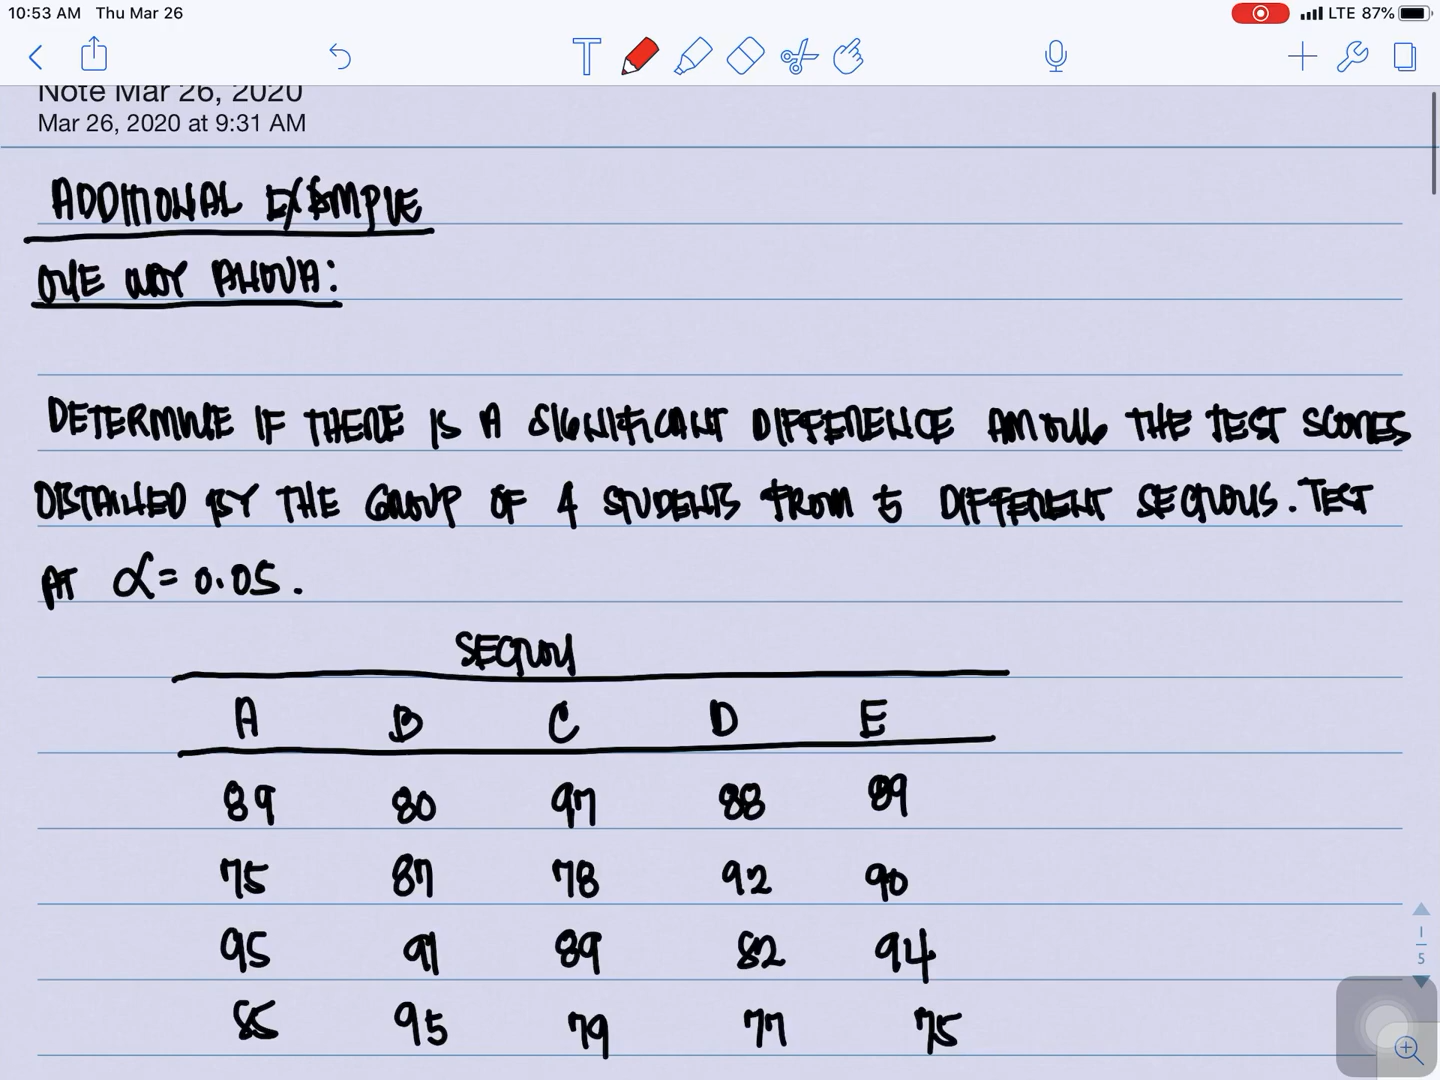 10:53 AM Thu Mar 26
LTE 87%
Note Mar 26, 2020
Mar 26, 2020 at 9:31 AM
ADDITIONAL EXAMPLE
ONE WAY ANOVA:
DETERMINE IF THERE IS A SIGNIFICANT DIFFERENCE AMONG THE TEST SCORES
OBTAINED BY THE GROUP OF 4 STUDENTS FROM 5 DIFFERENT SECTIONS. TEST
AT α = 0.05.
SECTION
A B C D E
89 80 97 88 89
75 87 78 92 90
95 91 89 82 94
85 95 79 77 75
1
5